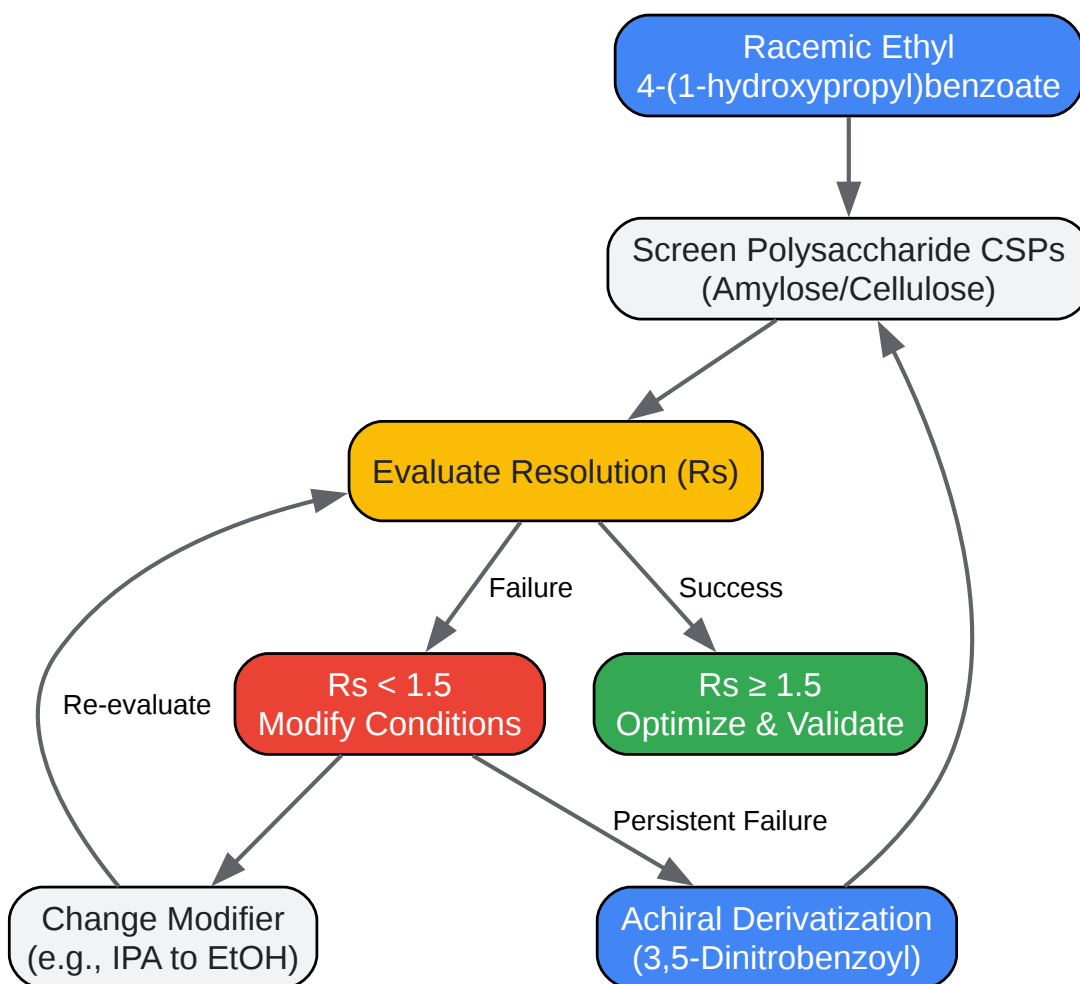 Racemic Ethyl
4-(1-hydroxypropyl)benzoate
Screen Polysaccharide CSPs
(Amylose/Cellulose)
Evaluate Resolution (Rs)
Failure
Success
Rs < 1.5
Modify Conditions
Rs ≥ 1.5
Optimize & Validate
Re-evaluate
Persistent Failure
Change Modifier
(e.g., IPA to EtOH)
Achiral Derivatization
(3,5-Dinitrobenzoyl)